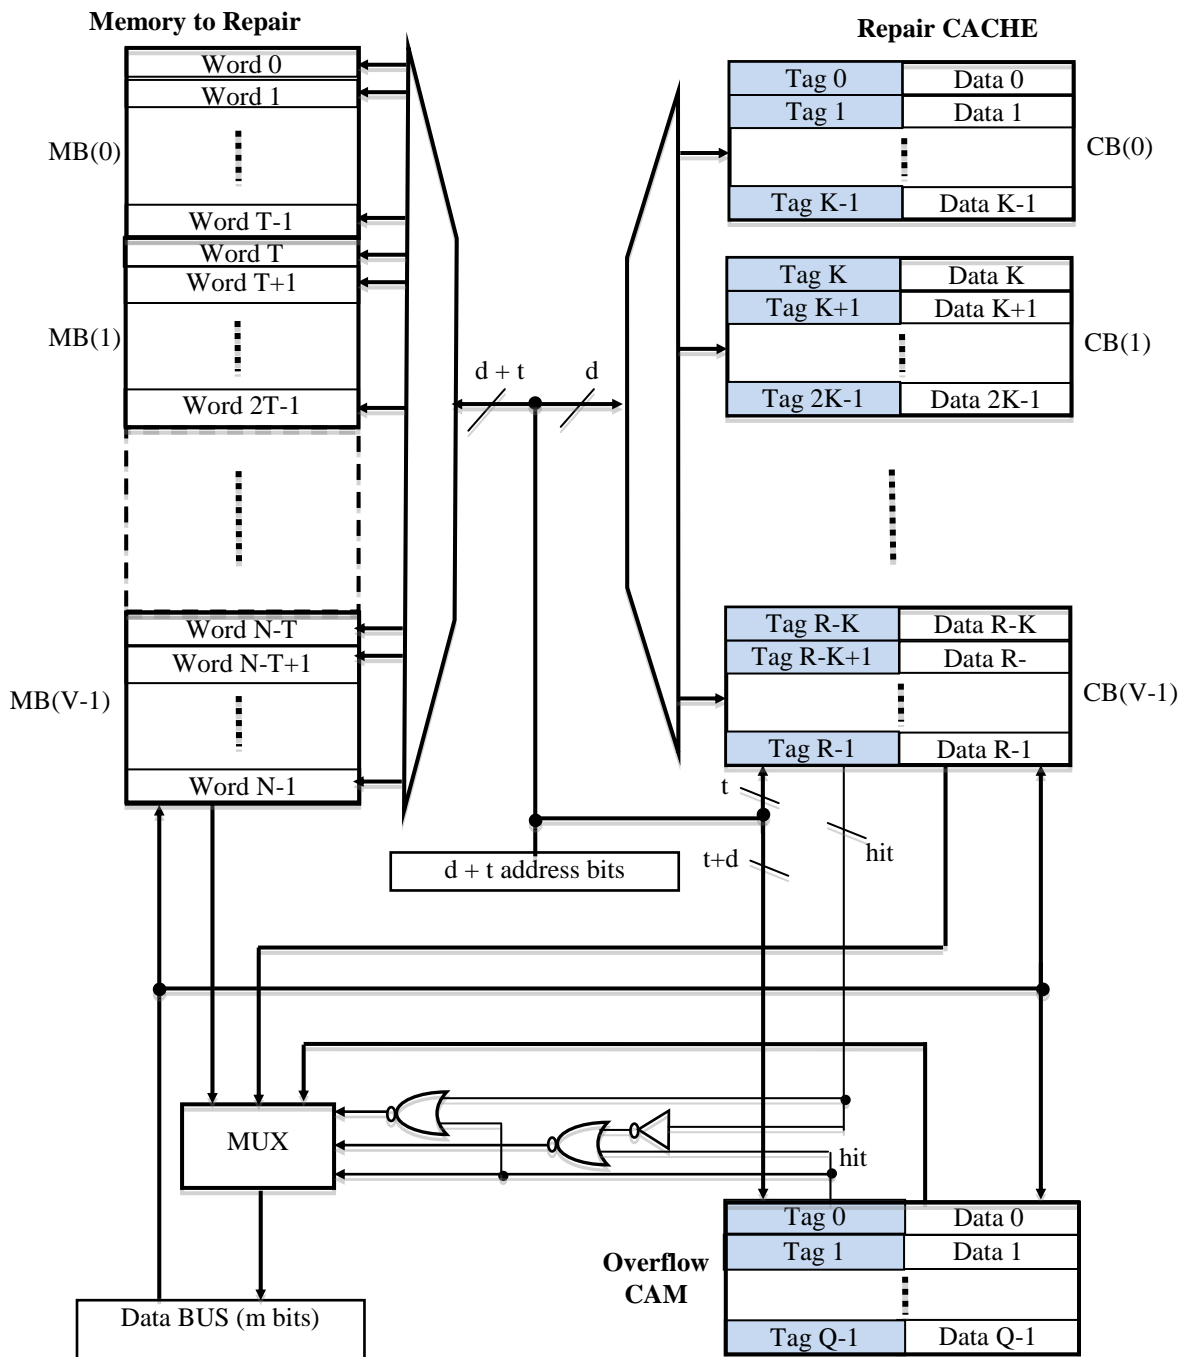 Memory to Repair
Repair CACHE
Word 0
Word 1
MB(0)
Word T-1
Word T
Word T+1
MB(1)
Word 2T-1
Word N-T
Word N-T+1
MB(V-1)
Word N-1
d + t
d
Tag 0 Data 0
Tag 1 Data 1
CB(0)
Tag K-1 Data K-1
Tag K Data K
Tag K+1 Data K+1
CB(1)
Tag 2K-1 Data 2K-1
Tag R-K Data R-K
Tag R-K+1 Data R-
CB(V-1)
Tag R-1 Data R-1
t
hit
t+d
d + t address bits
MUX
hit
Overflow
CAM
Tag 0 Data 0
Tag 1 Data 1
Tag Q-1 Data Q-1
Data BUS (m bits)